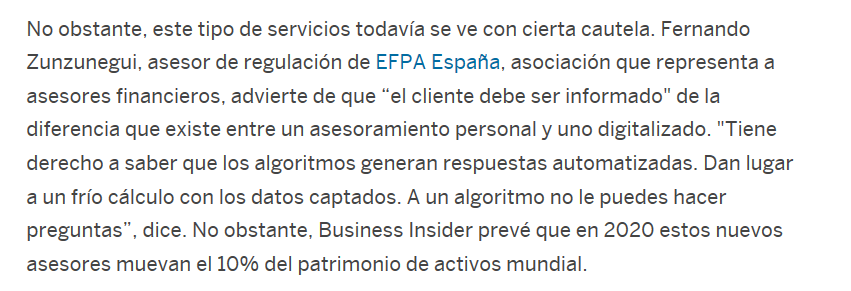 No obstante, este tipo de servicios todavía se ve con cierta cautela. Fernando
Zunzunegui, asesor de regulación de EFPA España, asociación que representa a
asesores financieros, advierte de que “el cliente debe ser informado" de la
diferencia que existe entre un asesoramiento personal y uno digitalizado. "Tiene
derecho a saber que los algoritmos generan respuestas automatizadas. Dan lugar
a un frío cálculo con los datos captados. A un algoritmo no le puedes hacer
preguntas”, dice. No obstante, Business Insider prevé que en 2020 estos nuevos
asesores muevan el 10% del patrimonio de activos mundial.